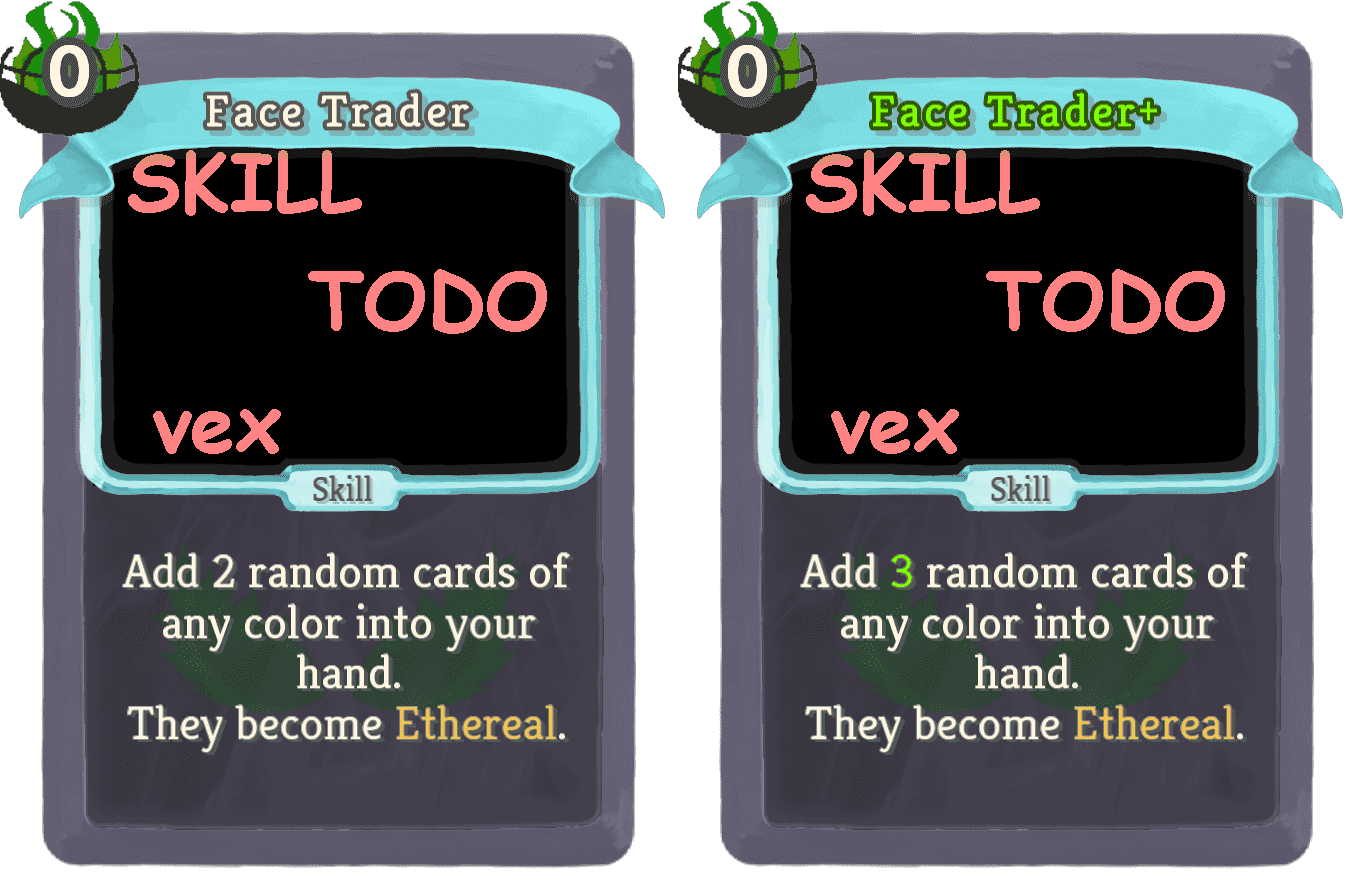 0
Face Trader
SKILL
TODO
vex
Skill
Add 2 random cards of
any color into your
hand.
They become Ethereal.
0
Face Trader+
SKILL
TODO
vex
Skill
Add 3 random cards of
any color into your
hand.
They become Ethereal.